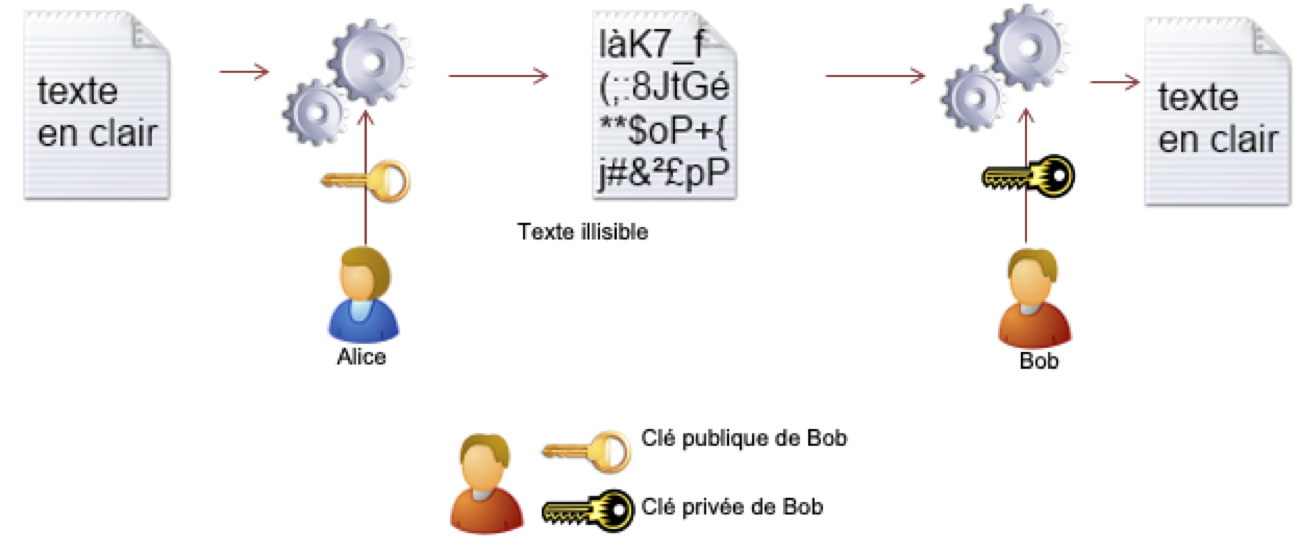 texte
en clair
làK7_f
(;:8JtGé
**$oP+{
j#&²£pP
texte
en clair
Texte illisible
Alice
Bob
Clé publique de Bob
Clé privée de Bob